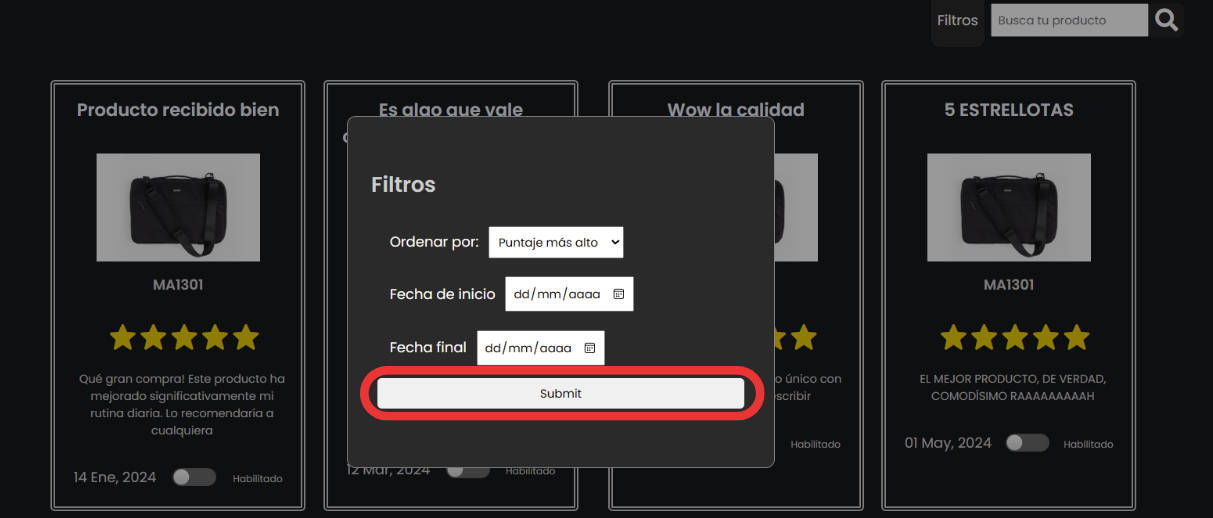 Filtros
Busca tu producto
Producto recibido bien
Es algo que vale
Wow la calidad
5 ESTRELLOTAS
Filtros
Ordenar por: Puntaje más alto
Fecha de inicio dd/mm/aaaa
Fecha final dd/mm/aaaa
Submit
MA1301
Qué gran compra! Este producto ha
mejorado significativamente mi
rutina diaria. Lo recomendaria a
cualquiera
14 Ene, 2024 Habilitado
12 Mar, 2024 Habilitado
o único con
Habilitado
MA1301
EL MEJOR PRODUCTO, DE VERDAD,
COMODÍSIMO RAAAAAAAAAH
01 May, 2024 Habilitado